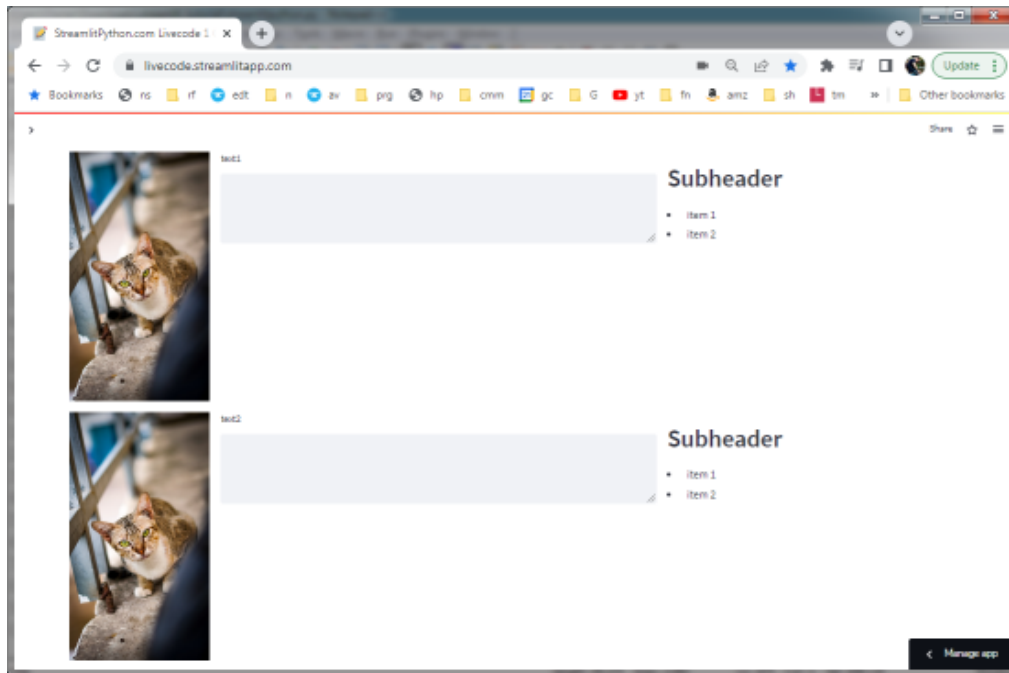 StreamlitPython.com Livecode 1
livecode.streamlitapp.com
Update
Bookmarks ns rf edt n av prg hp cmm gc G yt fn amz sh tm » Other bookmarks
Share
text1
Subheader
• item 1
• item 2
text2
Subheader
• item 1
• item 2
Manage app